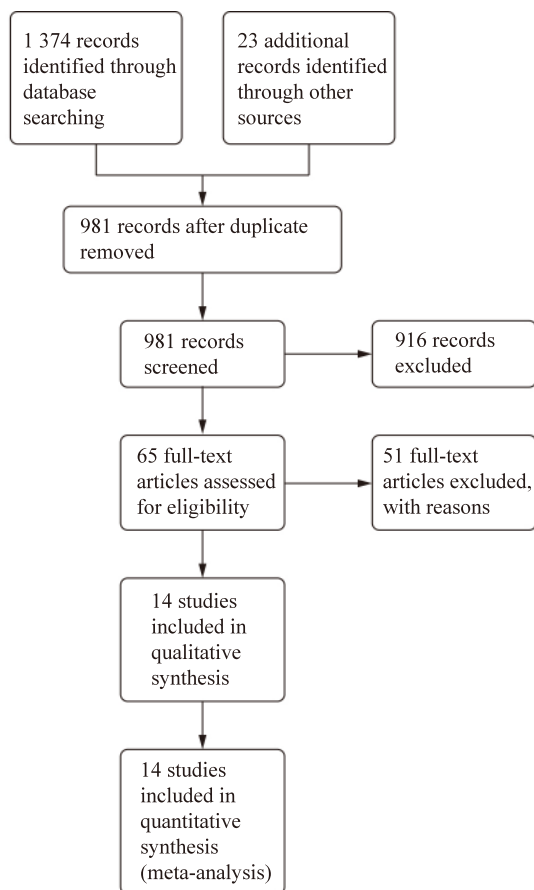 1 374 records
identified through
database
searching
23 additional
records identified
through other
sources
981 records after duplicate
removed
981 records
screened
916 records
excluded
65 full-text
articles assessed
for eligibility
51 full-text
articles excluded,
with reasons
14 studies
included in
qualitative
synthesis
14 studies
included in
quantitative
synthesis
(meta-analysis)